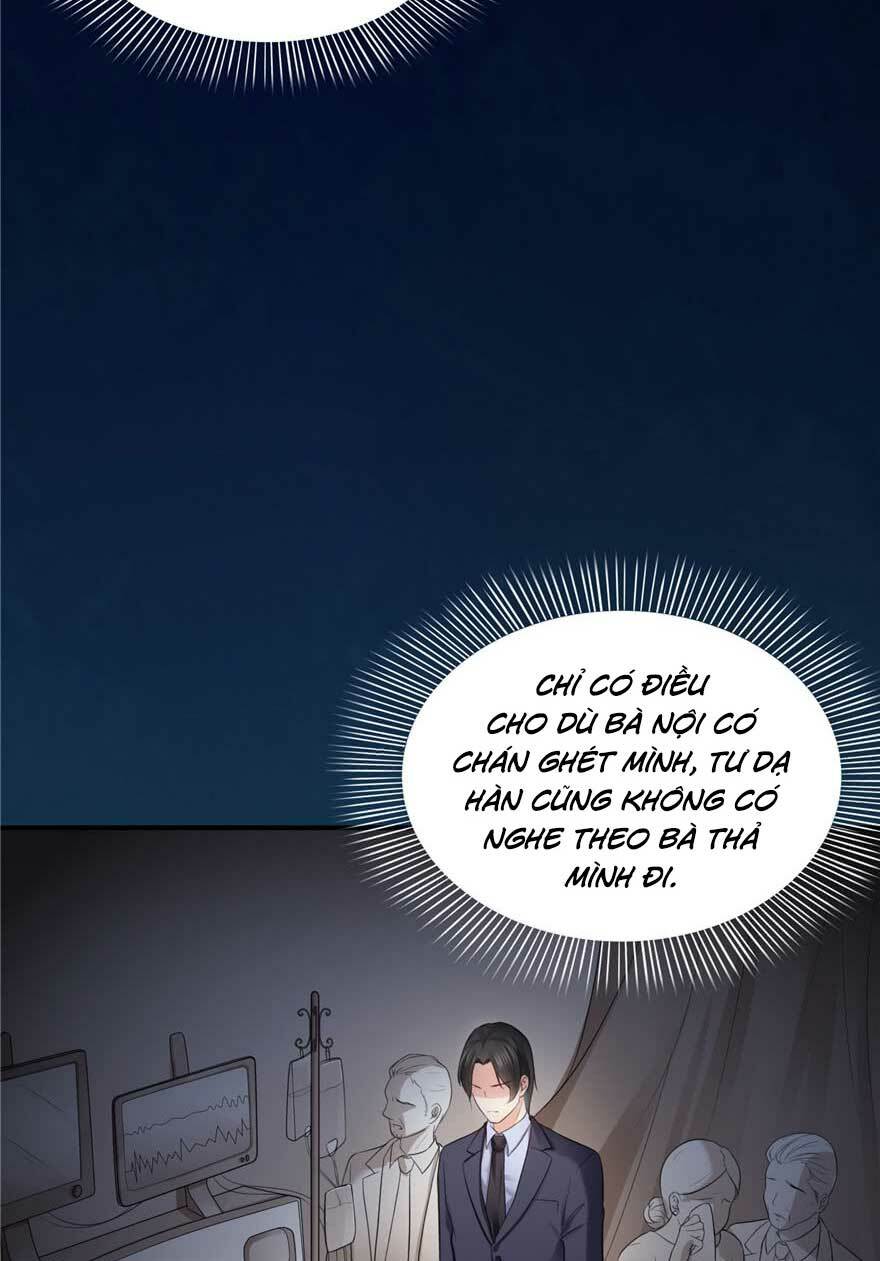 CHỈ CÓ ĐIỀU
CHO DÙ BÀ NỘI CÓ
CHÁN GHÉT MÌNH, TƯ DẠ
HÀN CŨNG KHÔNG CÓ
NGHE THEO BÀ THẢ
MÌNH ĐI.